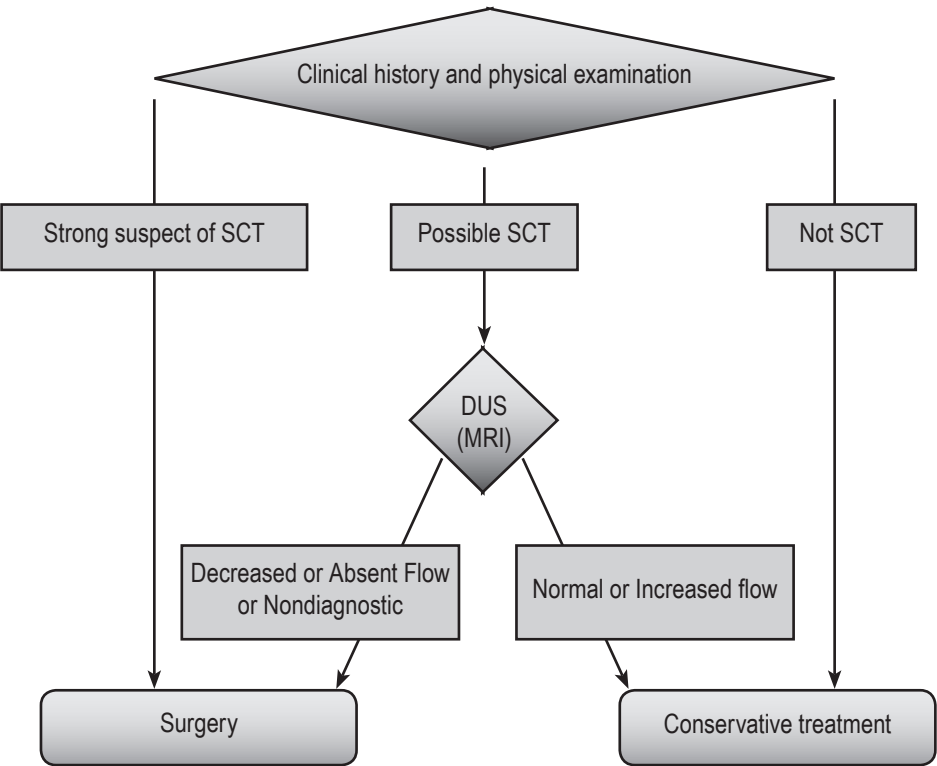 Clinical history and physical examination
Strong suspect of SCT
Possible SCT
Not SCT
DUS
(MRI)
Decreased or Absent Flow
or Nondiagnostic
Normal or Increased flow
Surgery
Conservative treatment